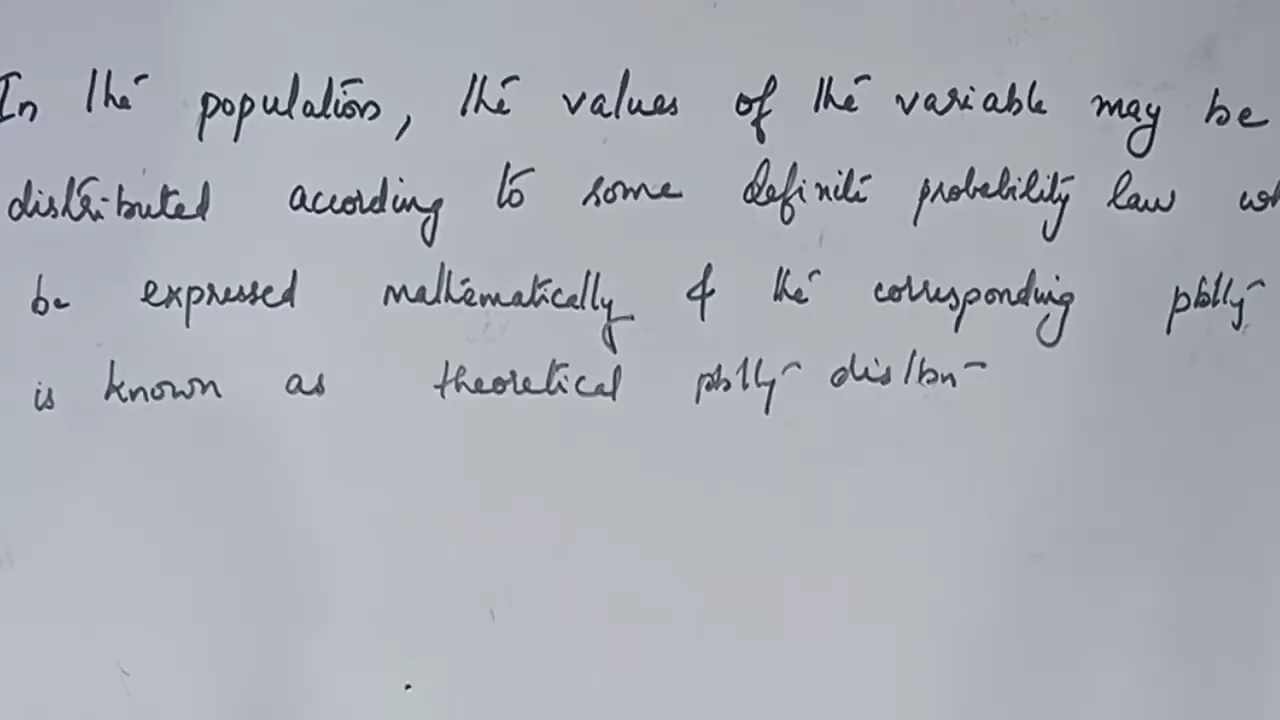 In the population, the values of the variable may be
distributed according to some definite probability law wh
be expressed mathematically & the corresponding pblty
is known as theoretical pblty distbn